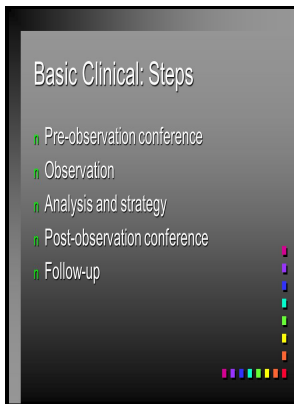 Basic Clinical: Steps
n Pre-observation conference
n Observation
n Analysis and strategy
n Post-observation conference
n Follow-up